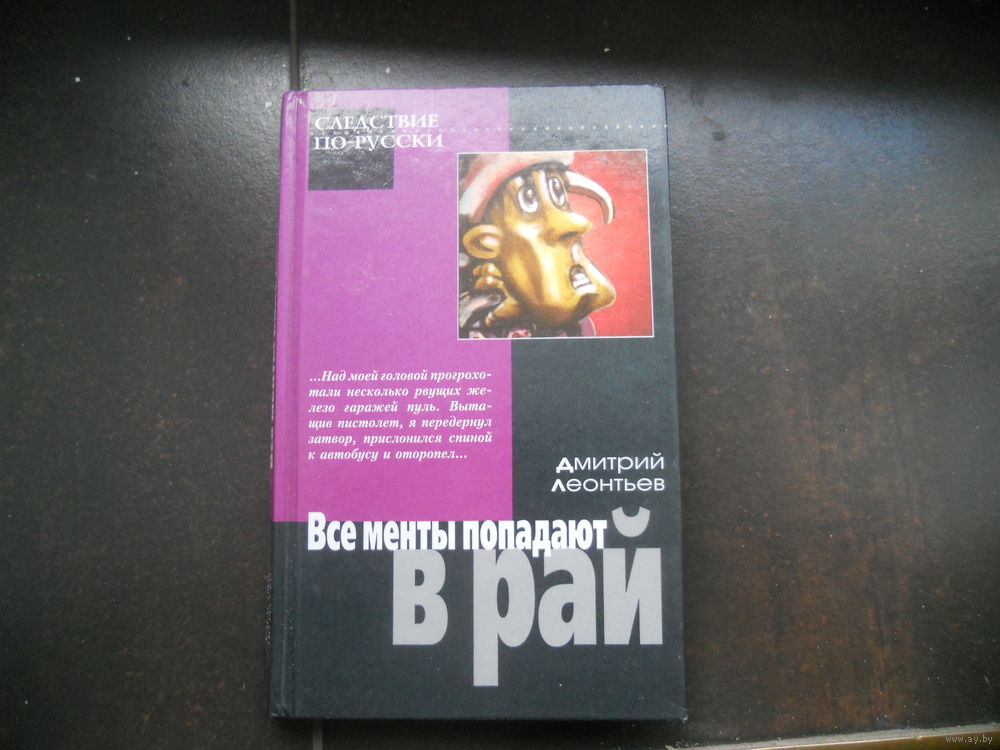 СЛЕДСТВИЕ
ПО-РУССКИ
...Над моей головой прогрохо-
тали несколько рвущих же-
лезо гаражей пуль. Выта-
щив пистолет, я передернул
затвор, прислонился спиной
к автобусу и оторопел...
Дмитрий
Леонтьев
Все менты попадают
в рай
www.ay.by